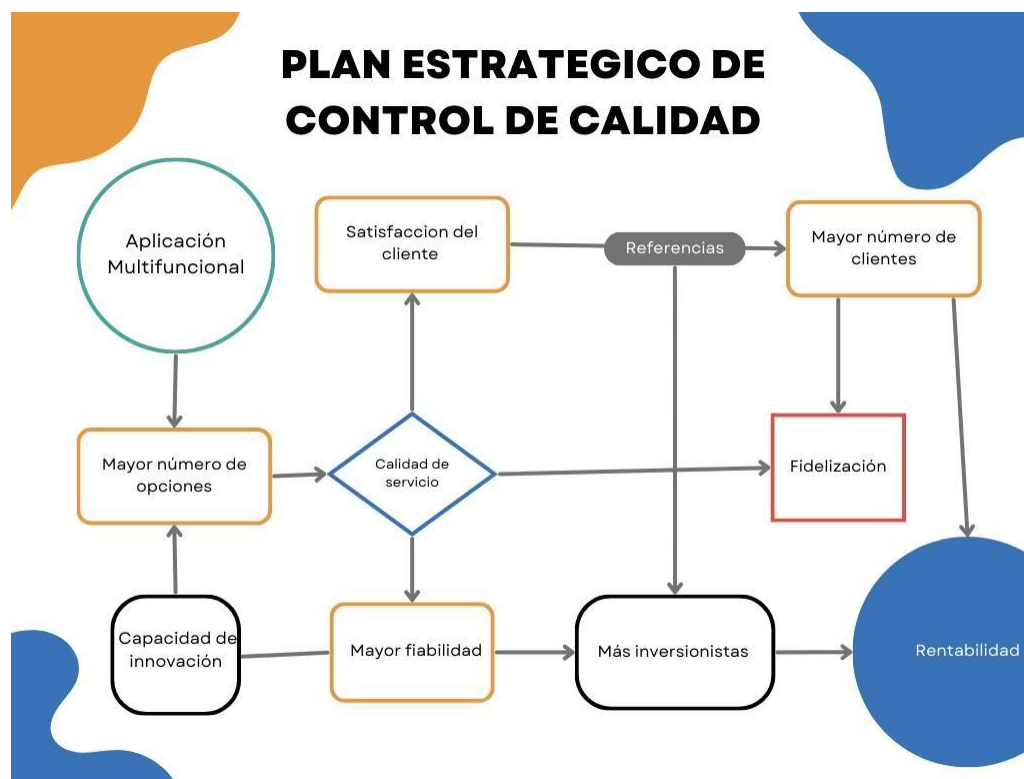 PLAN ESTRATEGICO DE
CONTROL DE CALIDAD
Aplicación
Multifuncional
Satisfaccion del
cliente
Referencias
Mayor número de
clientes
Mayor número de
opciones
Calidad de
servicio
Fidelización
Capacidad de
innovación
Mayor fiabilidad
Más inversionistas
Rentabilidad